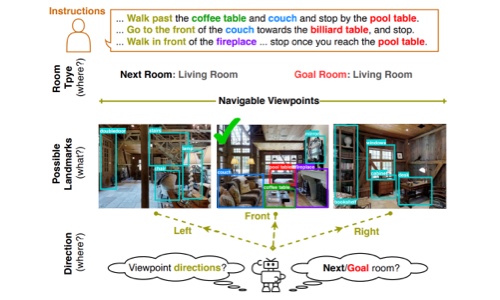 Instructions
... Walk past the coffee table and couch and stop by the pool table.
... Go to the front of the couch towards the billiard table, and stop.
... Walk in front of the fireplace ... stop once you reach the pool table.
Room
Tpye
(where?)
Next Room: Living Room
Goal Room: Living Room
Navigable Viewpoints
Possible
Landmarks
(what?)
couch
pool table
fireplace
coffee table
bookshelf
Direction
(where?)
Left
Front
Right
Viewpoint directions?
Next/Goal room?